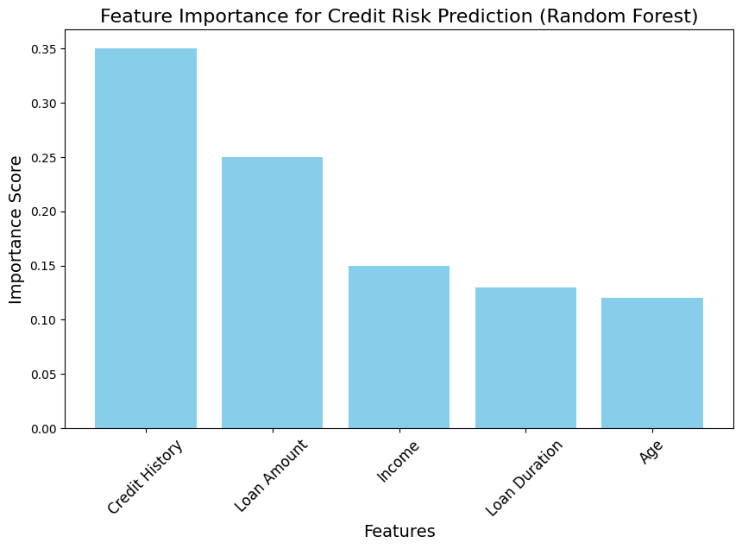 Feature Importance for Credit Risk Prediction (Random Forest)
0.35
0.30
0.25
0.20
0.15
0.10
0.05
0.00
Importance Score
Credit History
Loan Amount
Income
Loan Duration
Age
Features